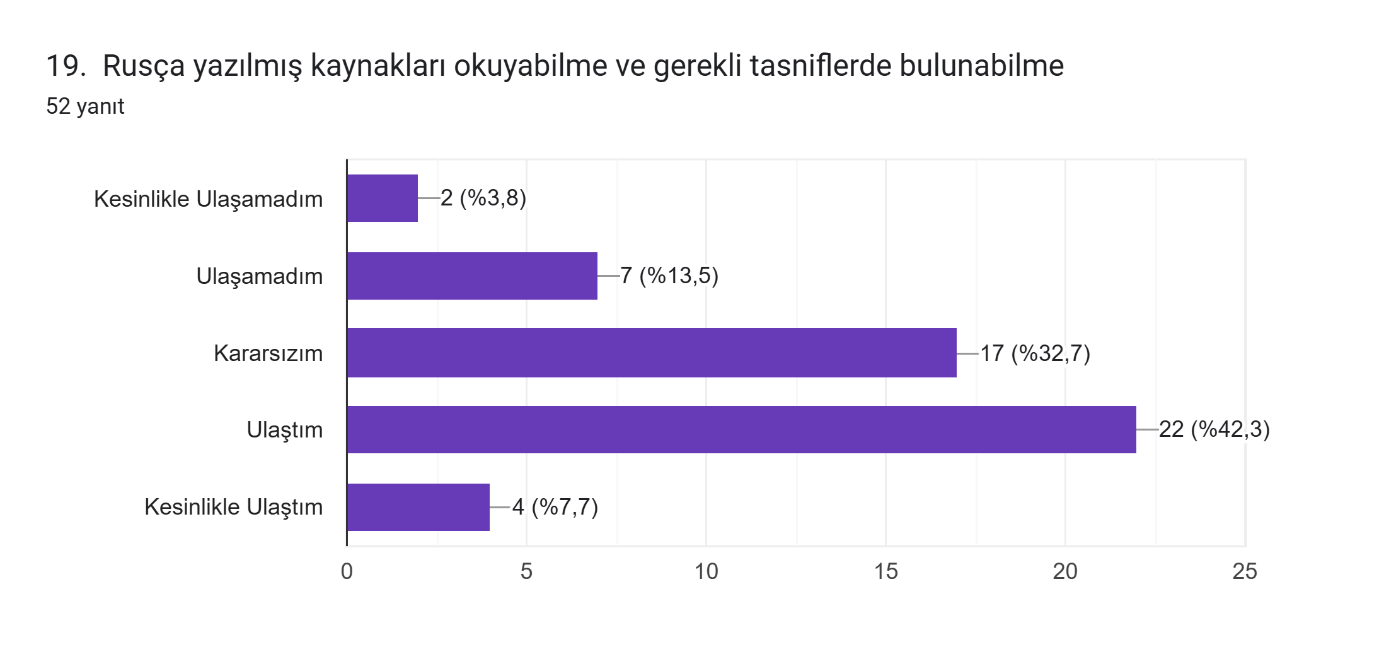 19. Rusça yazılmış kaynakları okuyabilme ve gerekli tasniflerde bulunabilme
52 yanıt
Kesinlikle Ulaşamadım 2 (%3,8)
Ulaşamadım 7 (%13,5)
Kararsızım 17 (%32,7)
Ulaştım 22 (%42,3)
Kesinlikle Ulaştım 4 (%7,7)
0 5 10 15 20 25